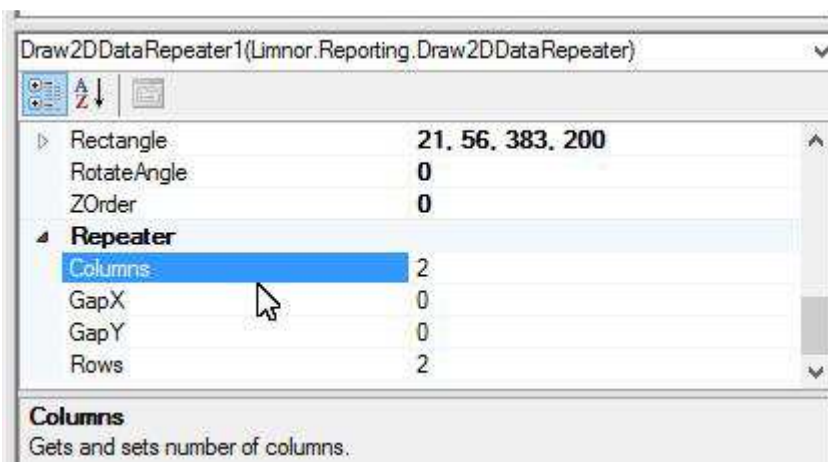 Draw2DDataRepeater1(Limnor.Reporting.Draw2DDataRepeater)
A
Z
Rectangle 21, 56, 383, 200
RotateAngle 0
ZOrder 0
Repeater
Columns 2
GapX 0
GapY 0
Rows 2
Columns
Gets and sets number of columns.